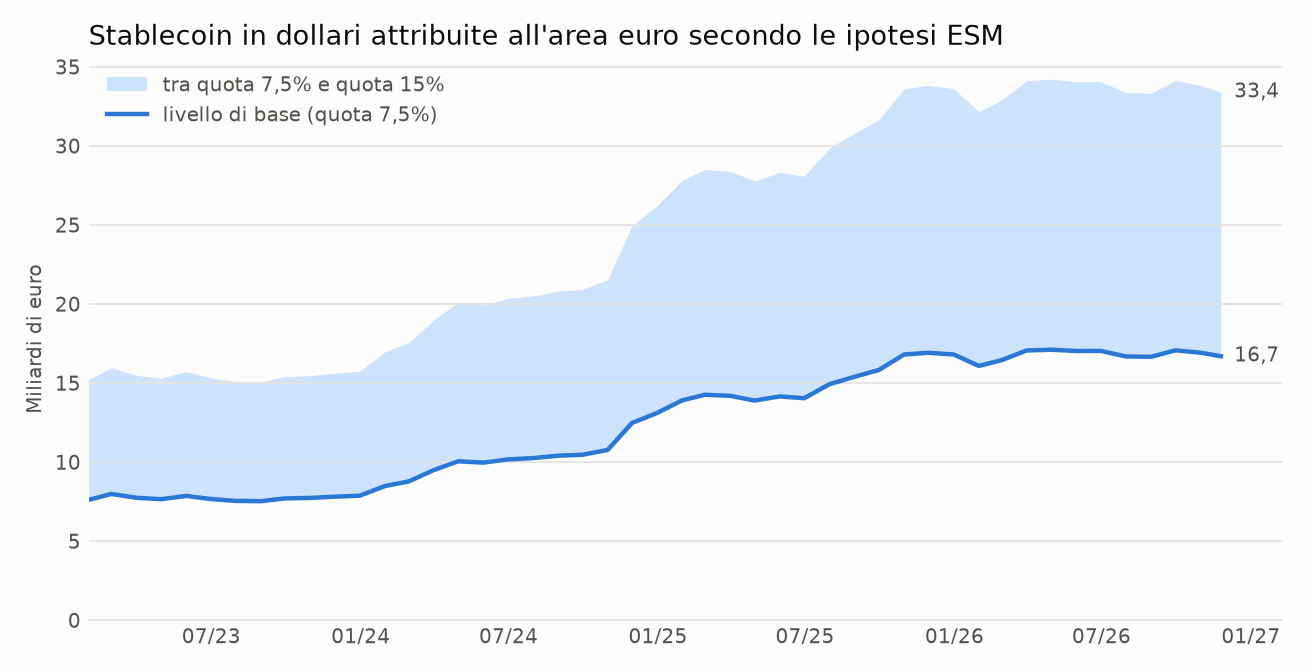 Stablecoin in dollari attribuite all'area euro secondo le ipotesi ESM
35
tra quota 7,5% e quota 15%
33,4
livello di base (quota 7,5%)
30
25
20
Miliardi di euro
16,7
15
10
5
0
07/23 01/24 07/24 01/25 07/25 01/26 07/26 01/27